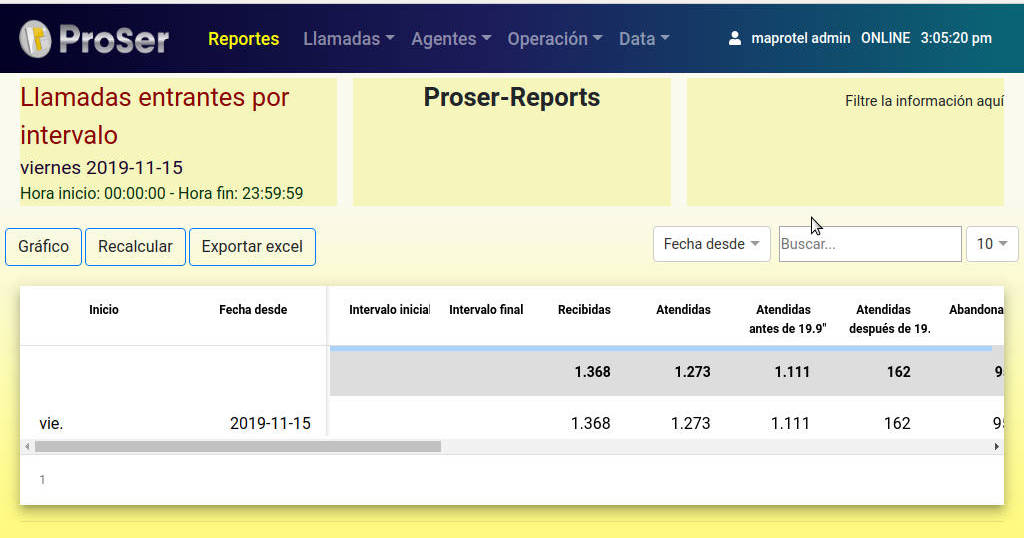 ProSer Reportes Llamadas Agentes Operación Data maprotel admin ONLINE 3:05:20 pm
Llamadas entrantes por
intervalo
viernes 2019-11-15
Hora inicio: 00:00:00 - Hora fin: 23:59:59
Proser-Reports
Filtre la información aquí
Gráfico Recalcular Exportar excel Fecha desde Buscar... 10
Inicio Fecha desde Intervalo inicial Intervalo final Recibidas Atendidas Atendidas Atendidas Abandona
antes de 19.9" después de 19.
1.368 1.273 1.111 162 9
vie. 2019-11-15 1.368 1.273 1.111 162 95
1